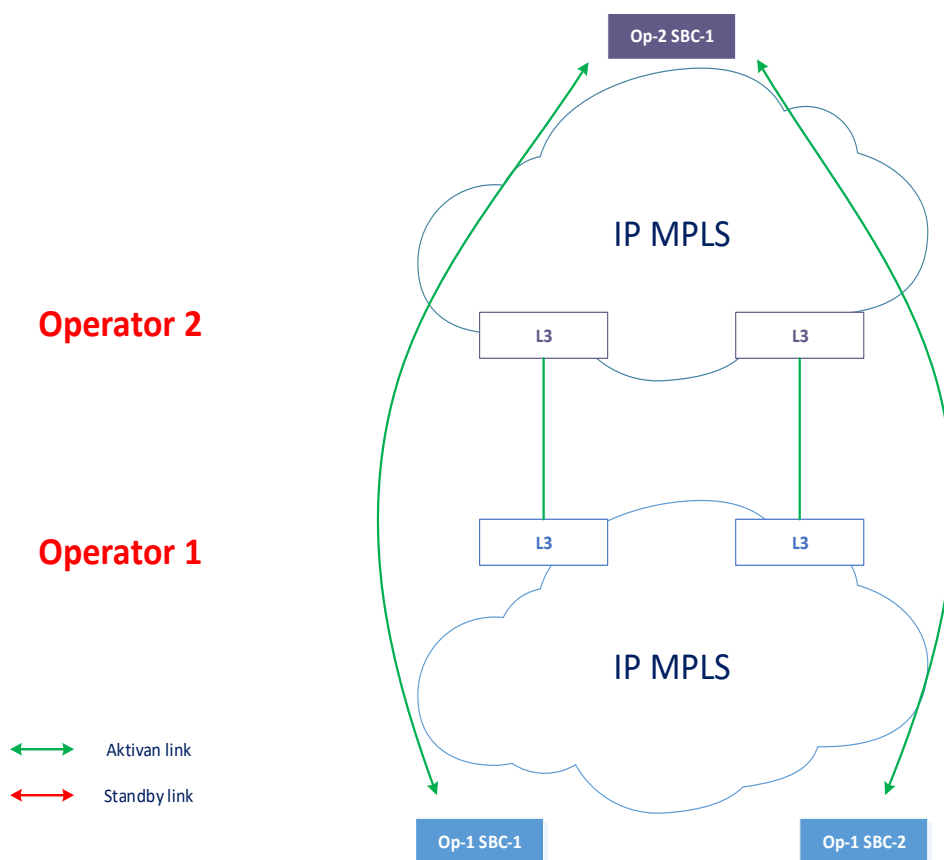 Op-2 SBC-1
IP MPLS
Operator 2
L3
L3
Operator 1
L3
L3
IP MPLS
Aktivan link
Standby link
Op-1 SBC-1
Op-1 SBC-2